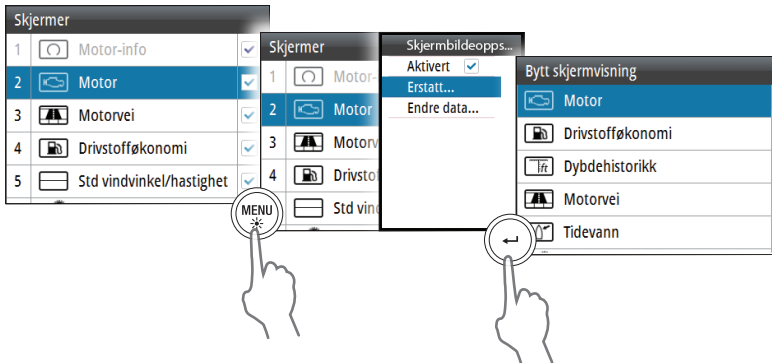 Skjermer
1 Motor-info
2 Motor
3 Motorvei
4 Drivstofføkonomi
5 Std vindvinkel/hastighet
MENU
Skjermer
1 Motor-
2 Motor
3 Motorv
4 Drivsto
Std vind
Skjermbildeopps...
Aktivert
Erstatt...
Endre data...
Bytt skjermvisning
Motor
Drivstofføkonomi
ft Dybdehistorikk
Motorvei
Tidevann